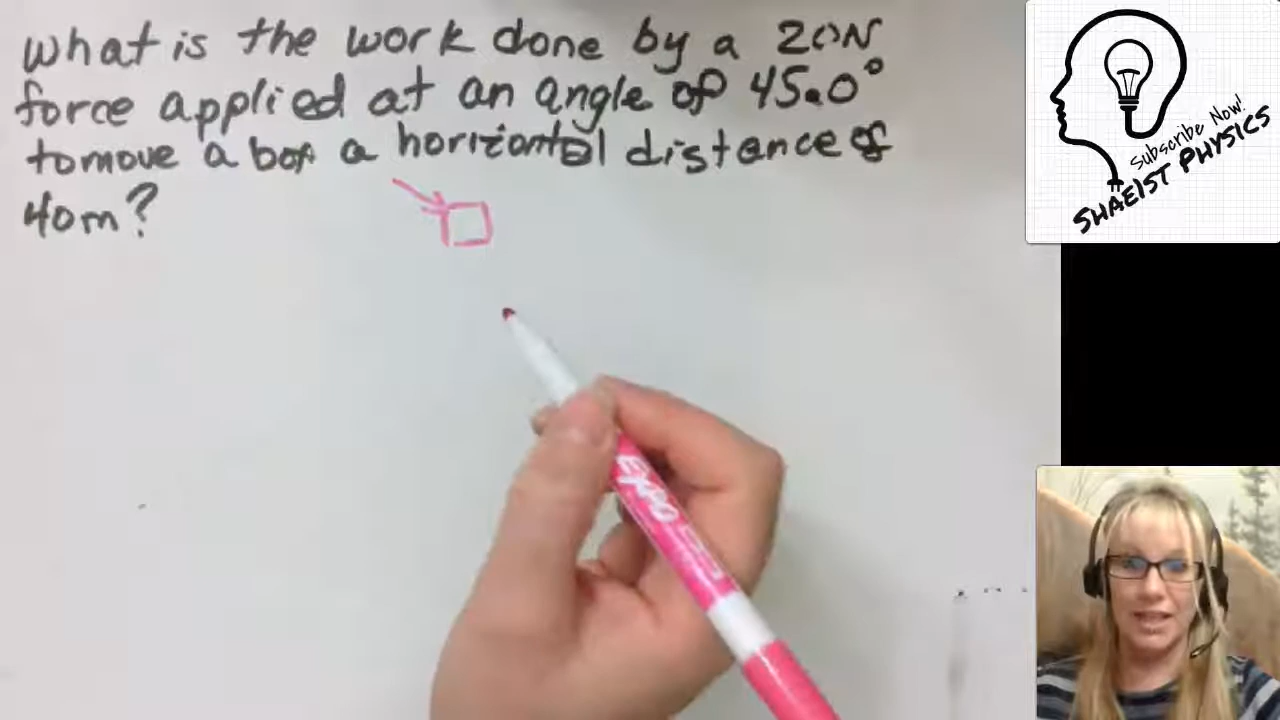 what is the work done by a 20N
force applied at an angle of 45.0°
to move a box a horizontal distance of
40m?
Subscribe Now!
SHAEIST PHYSICS
EXPO